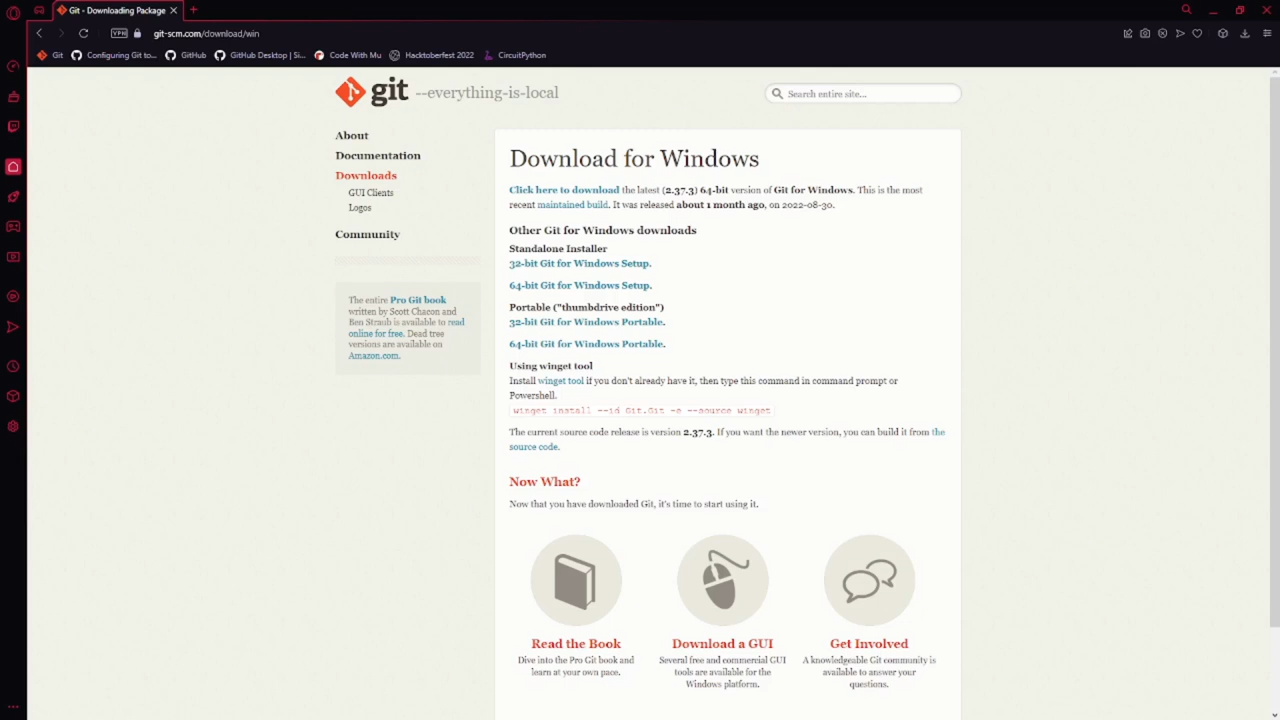 Git - Downloading Package
VPN
git-scm.com/download/win
Git
Configuring Git to...
GitHub
GitHub Desktop | Si...
Code With Mu
Hacktoberfest 2022
CircuitPython
git --everything-is-local
Search entire site...
About
Documentation
Downloads
GUI Clients
Logos
Community
The entire Pro Git book
written by Scott Chacon and
Ben Straub is available to read
online for free. Dead tree
versions are available on
Amazon.com.
Download for Windows
Click here to download the latest (2.37.3) 64-bit version of Git for Windows. This is the most
recent maintained build. It was released about 1 month ago, on 2022-08-30.
Other Git for Windows downloads
Standalone Installer
32-bit Git for Windows Setup.
64-bit Git for Windows Setup.
Portable ("thumbdrive edition")
32-bit Git for Windows Portable.
64-bit Git for Windows Portable.
Using winget tool
Install winget tool if you don't already have it, then type this command in command prompt or
Powershell.
winget install --id Git.Git -e --source winget
The current source code release is version 2.37.3. If you want the newer version, you can build it from the
source code.
Now What?
Now that you have downloaded Git, it's time to start using it.
Read the Book
Dive into the Pro Git book and
learn at your own pace.
Download a GUI
Several free and commercial GUI
tools are available for the
Windows platform.
Get Involved
A knowledgeable Git community is
available to answer your
questions.